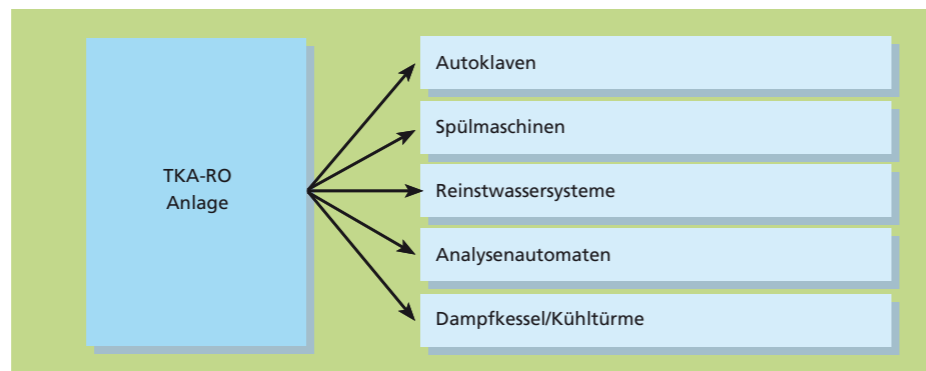 TKA-RO
Anlage
Autoklaven
Spülmaschinen
Reinstwassersysteme
Analysenautomaten
Dampfkessel/Kühltürme